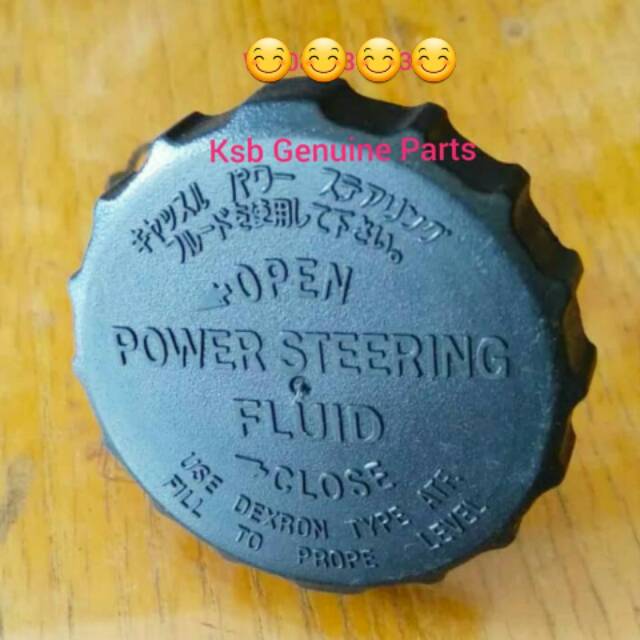 Ksb Genuine Parts
キャッスル パワー ステアリング
フルードを使用して下さい。
OPEN
POWER STEERING
FLUID
CLOSE
USE DEXRON TYPE ATF.
FILL TO PROPE LEVEL